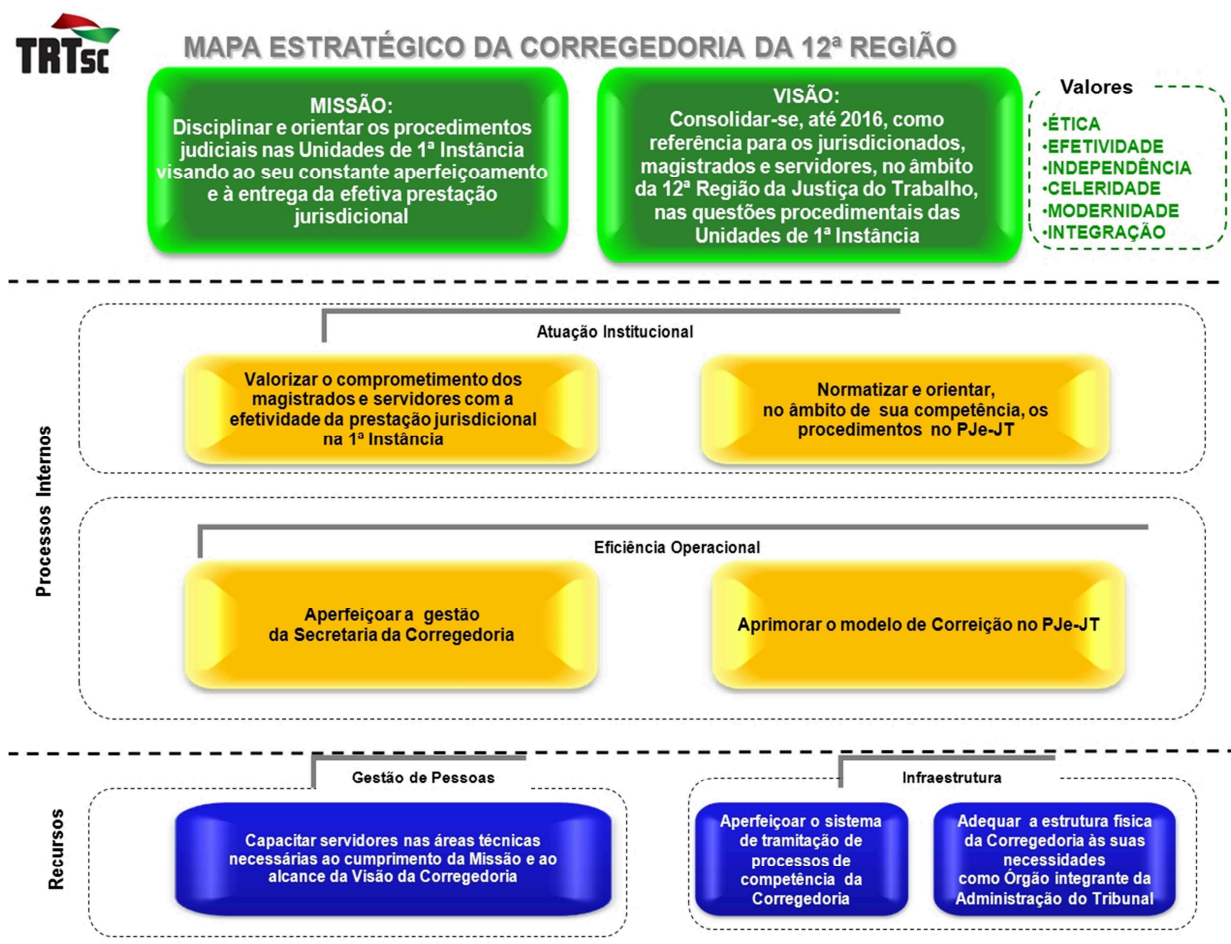 TRTSC
MAPA ESTRATÉGICO DA CORREGEDORIA DA 12ª REGIÃO
MISSÃO:
Disciplinar e orientar os procedimentos
judiciais nas Unidades de 1ª Instância
visando ao seu constante aperfeiçoamento
e à entrega da efetiva prestação
jurisdicional
VISÃO:
Consolidar-se, até 2016, como
referência para os jurisdicionados,
magistrados e servidores, no âmbito
da 12ª Região da Justiça do Trabalho,
nas questões procedimentais das
Unidades de 1ª Instância
Valores
•ÉTICA
•EFETIVIDADE
•INDEPENDÊNCIA
•CELERIDADE
•MODERNIDADE
•INTEGRAÇÃO
Processos Internos
Atuação Institucional
Valorizar o comprometimento dos
magistrados e servidores com a
efetividade da prestação jurisdicional
na 1ª Instância
Normatizar e orientar,
no âmbito de sua competência, os
procedimentos no PJe-JT
Eficiência Operacional
Aperfeiçoar a gestão
da Secretaria da Corregedoria
Aprimorar o modelo de Correição no PJe-JT
Recursos
Gestão de Pessoas
Capacitar servidores nas áreas técnicas
necessárias ao cumprimento da Missão e ao
alcance da Visão da Corregedoria
Infraestrutura
Aperfeiçoar o sistema
de tramitação de
processos de
competência da
Corregedoria
Adequar a estrutura física
da Corregedoria às suas
necessidades
como Órgão integrante da
Administração do Tribunal